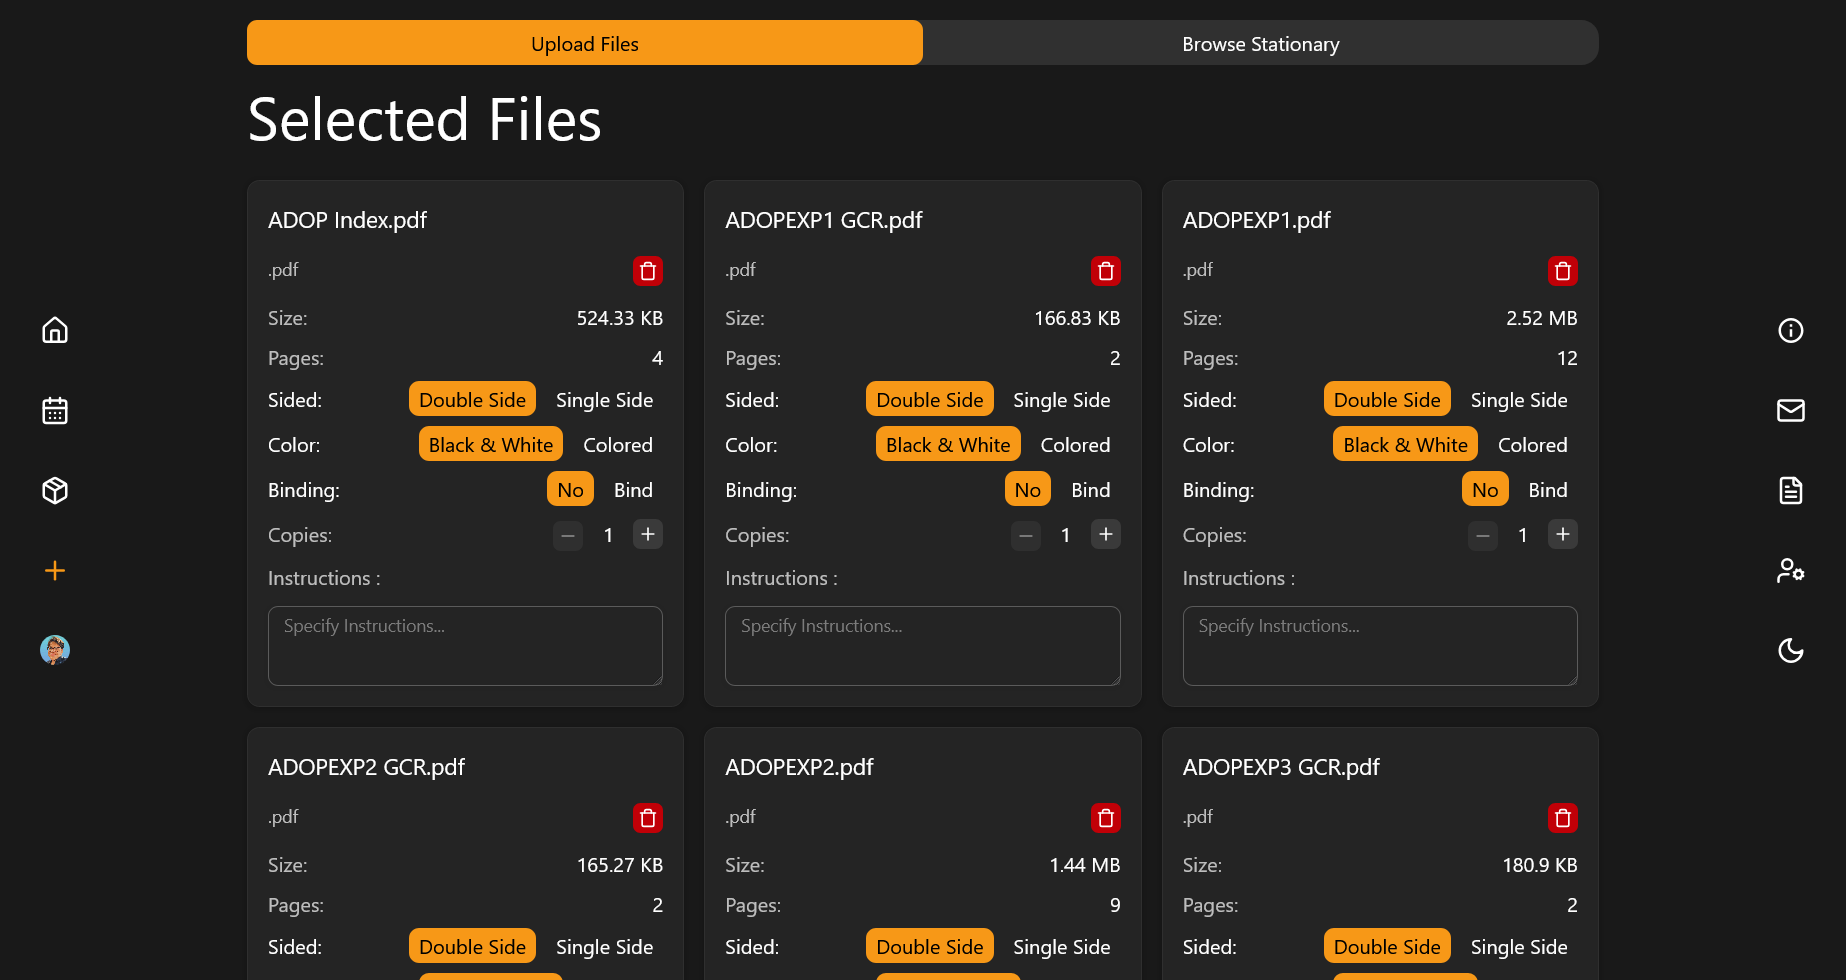 Upload Files
Browse Stationary
Selected Files
ADOP Index.pdf
.pdf
Size: 524.33 KB
Pages: 4
Sided: Double Side Single Side
Color: Black & White Colored
Binding: No Bind
Copies: − 1 +
Instructions :
Specify Instructions...
ADOPEXP1 GCR.pdf
.pdf
Size: 166.83 KB
Pages: 2
Sided: Double Side Single Side
Color: Black & White Colored
Binding: No Bind
Copies: − 1 +
Instructions :
Specify Instructions...
ADOPEXP1.pdf
.pdf
Size: 2.52 MB
Pages: 12
Sided: Double Side Single Side
Color: Black & White Colored
Binding: No Bind
Copies: − 1 +
Instructions :
Specify Instructions...
ADOPEXP2 GCR.pdf
.pdf
Size: 165.27 KB
Pages: 2
Sided: Double Side Single Side
ADOPEXP2.pdf
.pdf
Size: 1.44 MB
Pages: 9
Sided: Double Side Single Side
ADOPEXP3 GCR.pdf
.pdf
Size: 180.9 KB
Pages: 2
Sided: Double Side Single Side